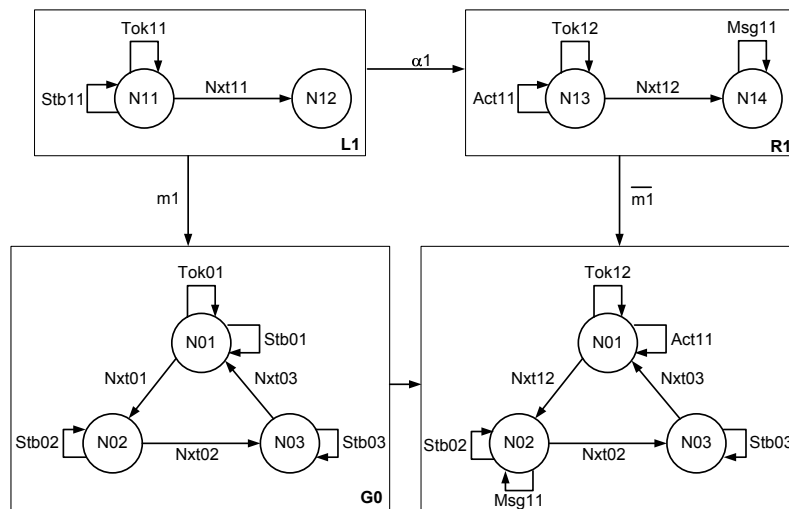 Tok11
Stb11
N11
Nxt11
N12
L1
α1
Tok12
Act11
N13
Nxt12
Msg11
N14
R1
m1
m1
Tok01
N01
Stb01
Nxt01
Nxt03
Stb02
N02
Nxt02
N03
Stb03
G0
Tok12
N01
Act11
Nxt12
Nxt03
Stb02
N02
Nxt02
N03
Stb03
Msg11